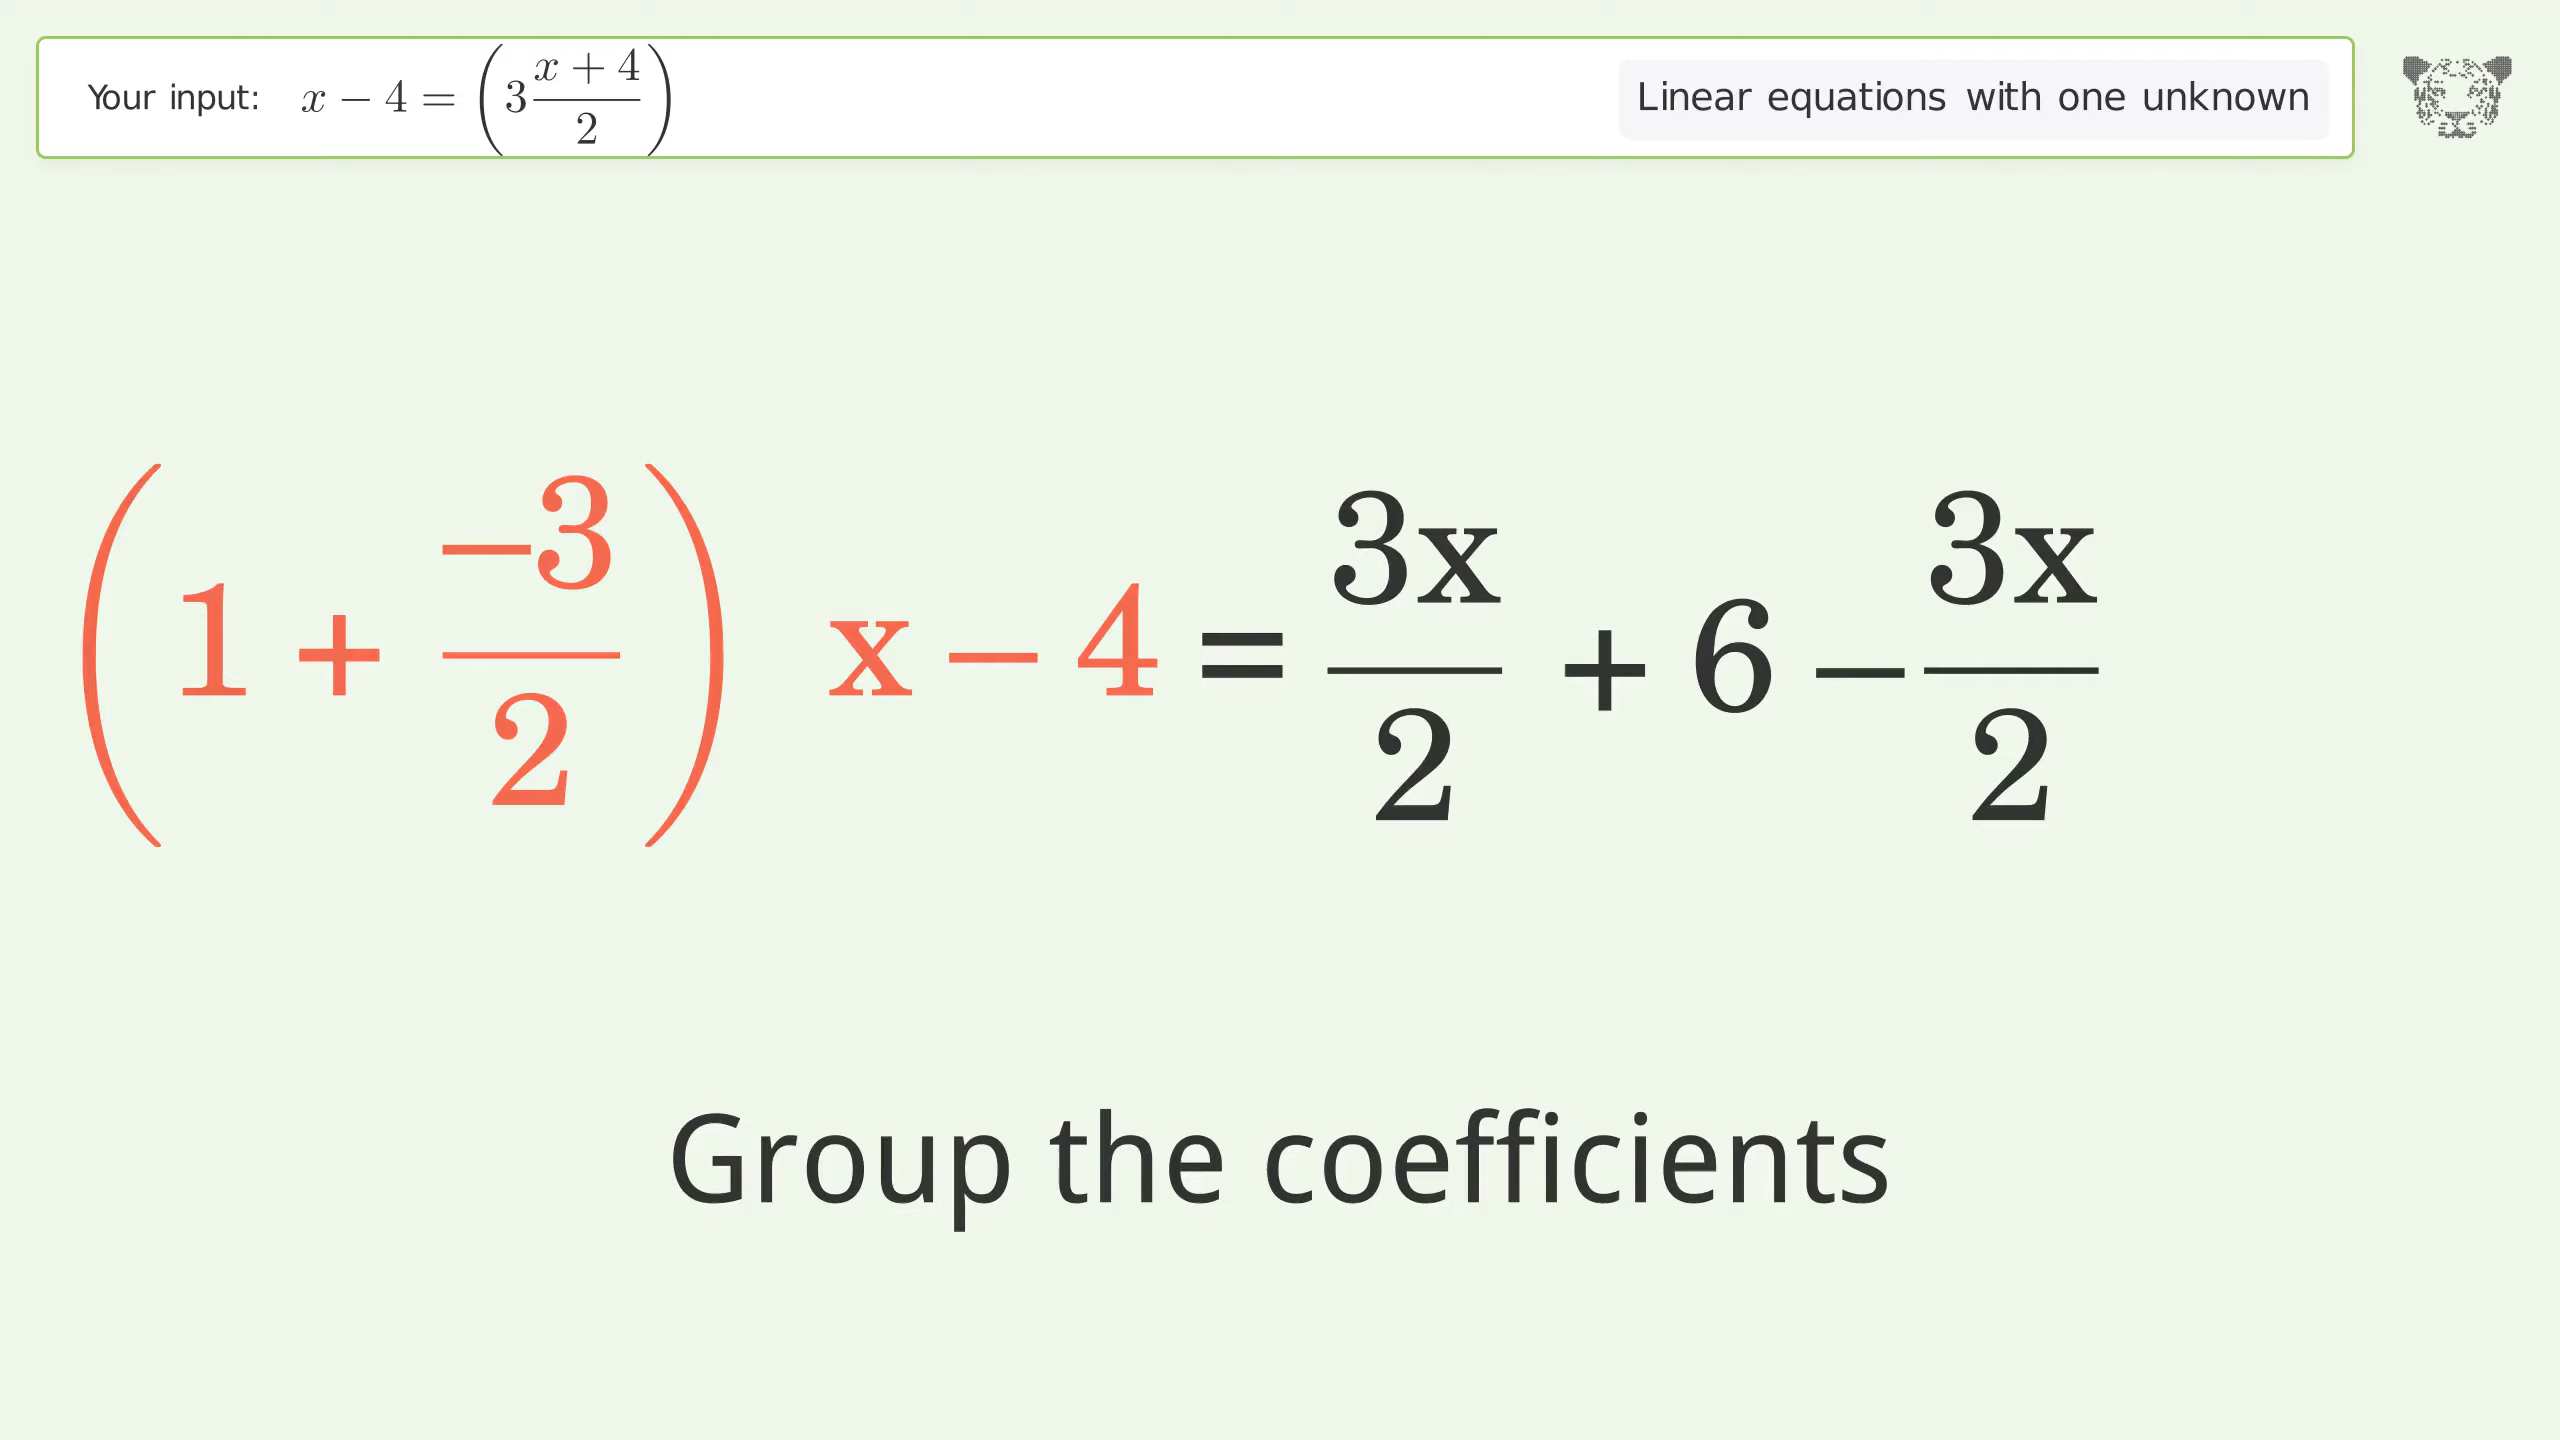 Your input: x − 4 = (3 (x + 4)/2)
Linear equations with one unknown
(1 + −3/2) x − 4 = 3x/2 + 6 − 3x/2
Group the coefficients